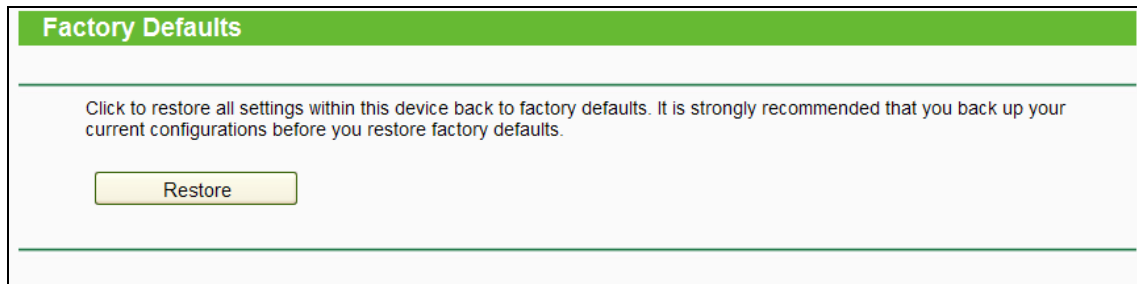 Factory Defaults
Click to restore all settings within this device back to factory defaults. It is strongly recommended that you back up your
current configurations before you restore factory defaults.
Restore